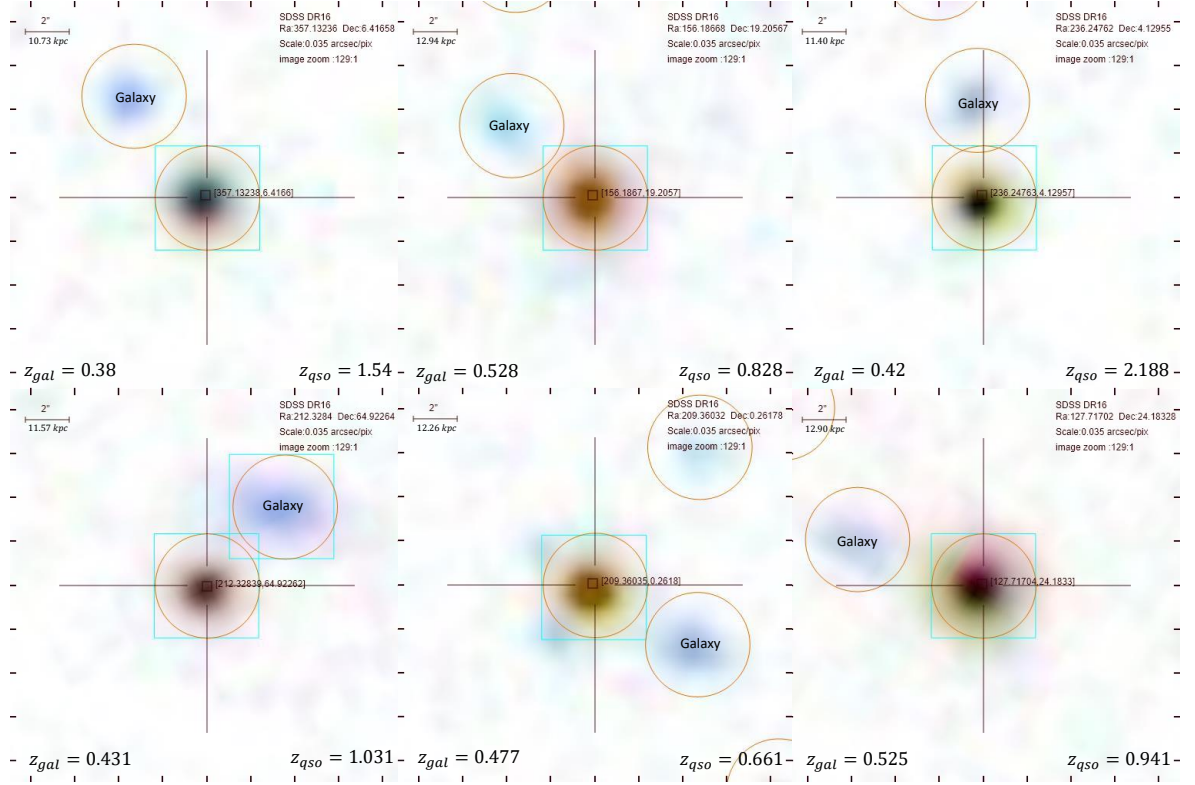 2"
10.73 kpc
SDSS DR16
Ra:357.13236 Dec:6.41658
Scale:0.035 arcsec/pix
image zoom :129:1
Galaxy
[357.13238,6.4166]
z_gal = 0.38
z_qso = 1.54
2"
12.94 kpc
SDSS DR16
Ra:156.18668 Dec:19.20567
Scale:0.035 arcsec/pix
image zoom :129:1
Galaxy
[156.1867,19.2057]
z_gal = 0.528
z_qso = 0.828
2"
11.40 kpc
SDSS DR16
Ra:236.24762 Dec:4.12955
Scale:0.035 arcsec/pix
image zoom :129:1
Galaxy
[236.24763,4.12957]
z_gal = 0.42
z_qso = 2.188
2"
11.57 kpc
SDSS DR16
Ra:212.3284 Dec:64.92264
Scale:0.035 arcsec/pix
image zoom :129:1
Galaxy
[212.32839,64.92262]
z_gal = 0.431
z_qso = 1.031
2"
12.26 kpc
SDSS DR16
Ra:209.36032 Dec:0.26178
Scale:0.035 arcsec/pix
image zoom :129:1
[209.36035,0.2618]
Galaxy
z_gal = 0.477
z_qso = 0.661
2"
12.90 kpc
SDSS DR16
Ra:127.71702 Dec:24.18328
Scale:0.035 arcsec/pix
image zoom :129:1
Galaxy
[127.71704,24.1833]
z_gal = 0.525
z_qso = 0.941